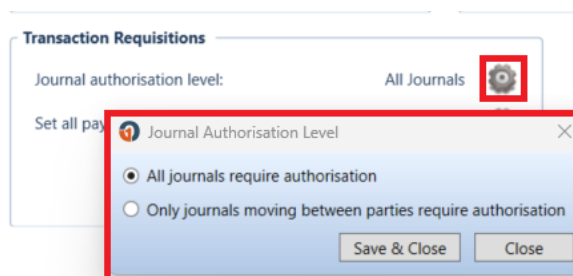 Transaction Requisitions
Journal authorisation level: All Journals
Set all pay
Journal Authorisation Level
All journals require authorisation
Only journals moving between parties require authorisation
Save & Close Close